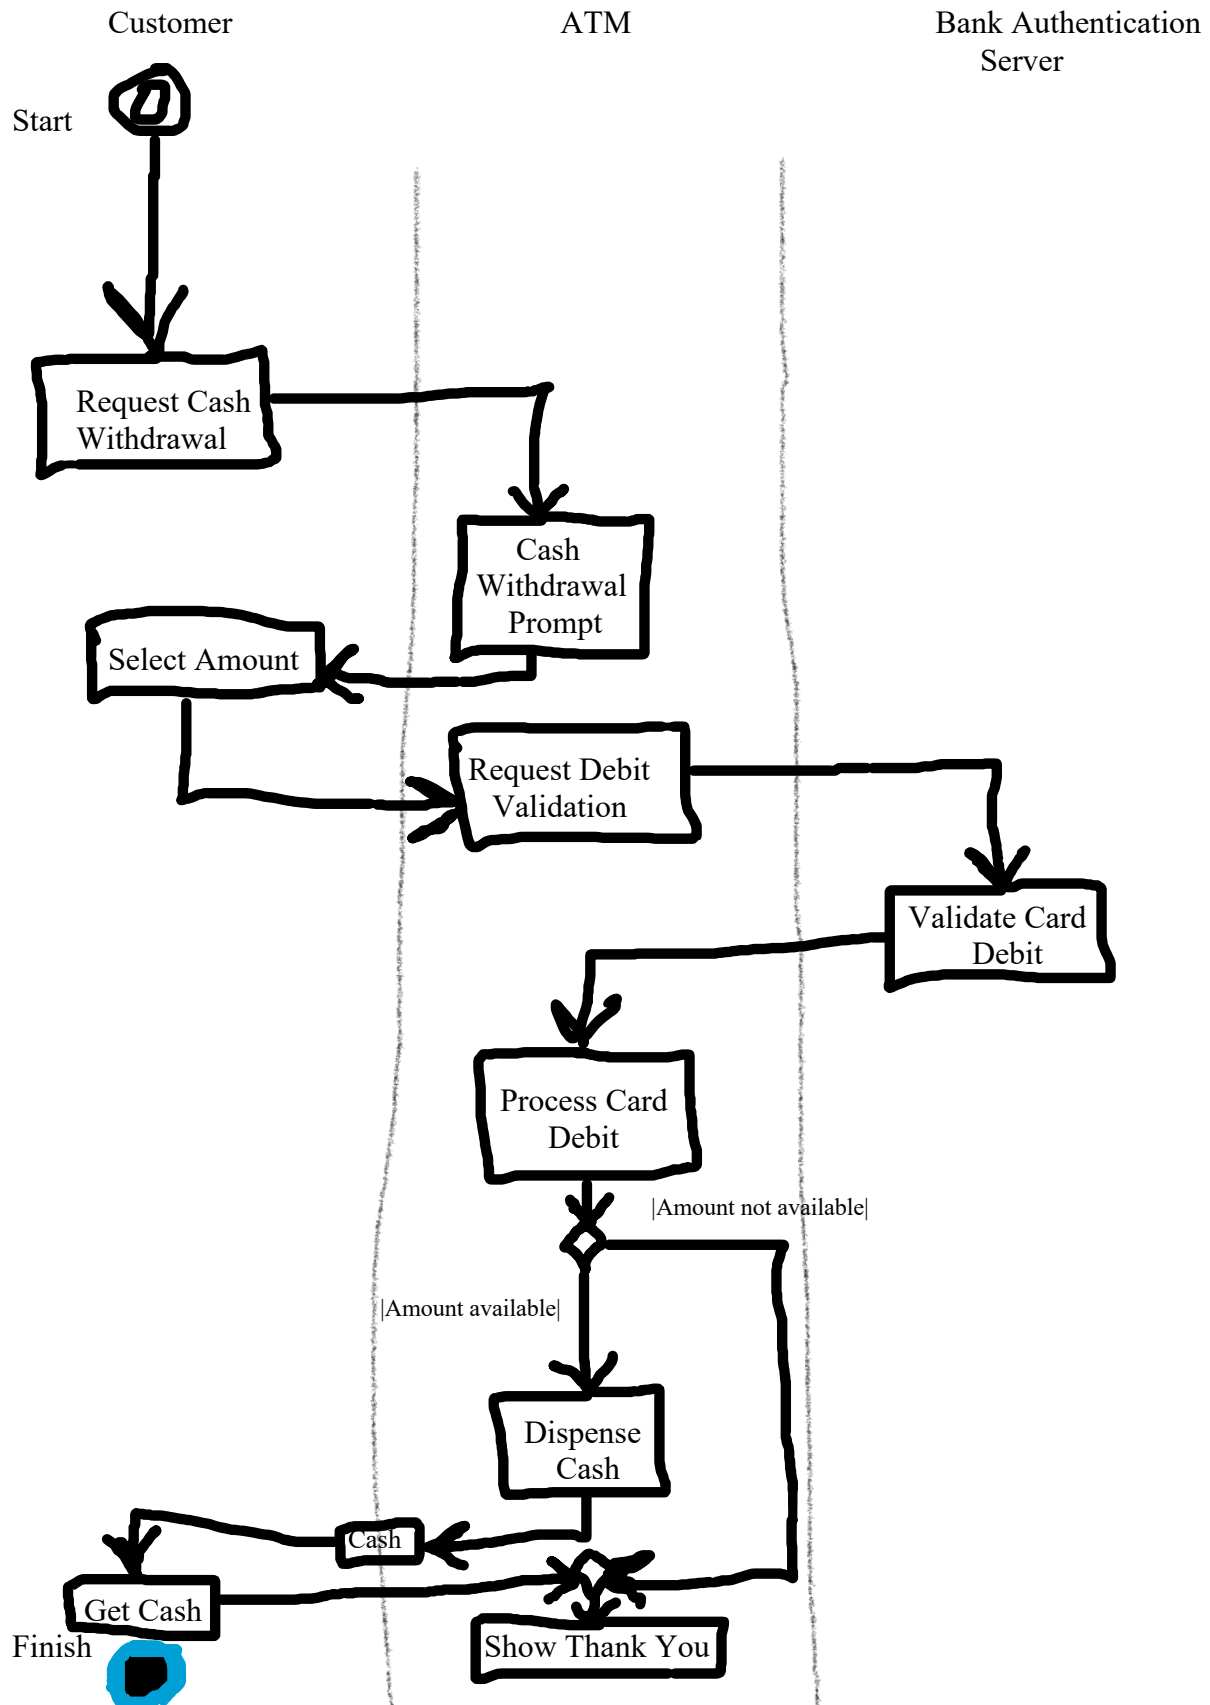 Customer
ATM
Bank Authentication
Server
Start
Request Cash
Withdrawal
Cash
Withdrawal
Prompt
Select Amount
Request Debit
Validation
Validate Card
Debit
Process Card
Debit
|Amount not available|
|Amount available|
Dispense
Cash
Cash
Get Cash
Show Thank You
Finish